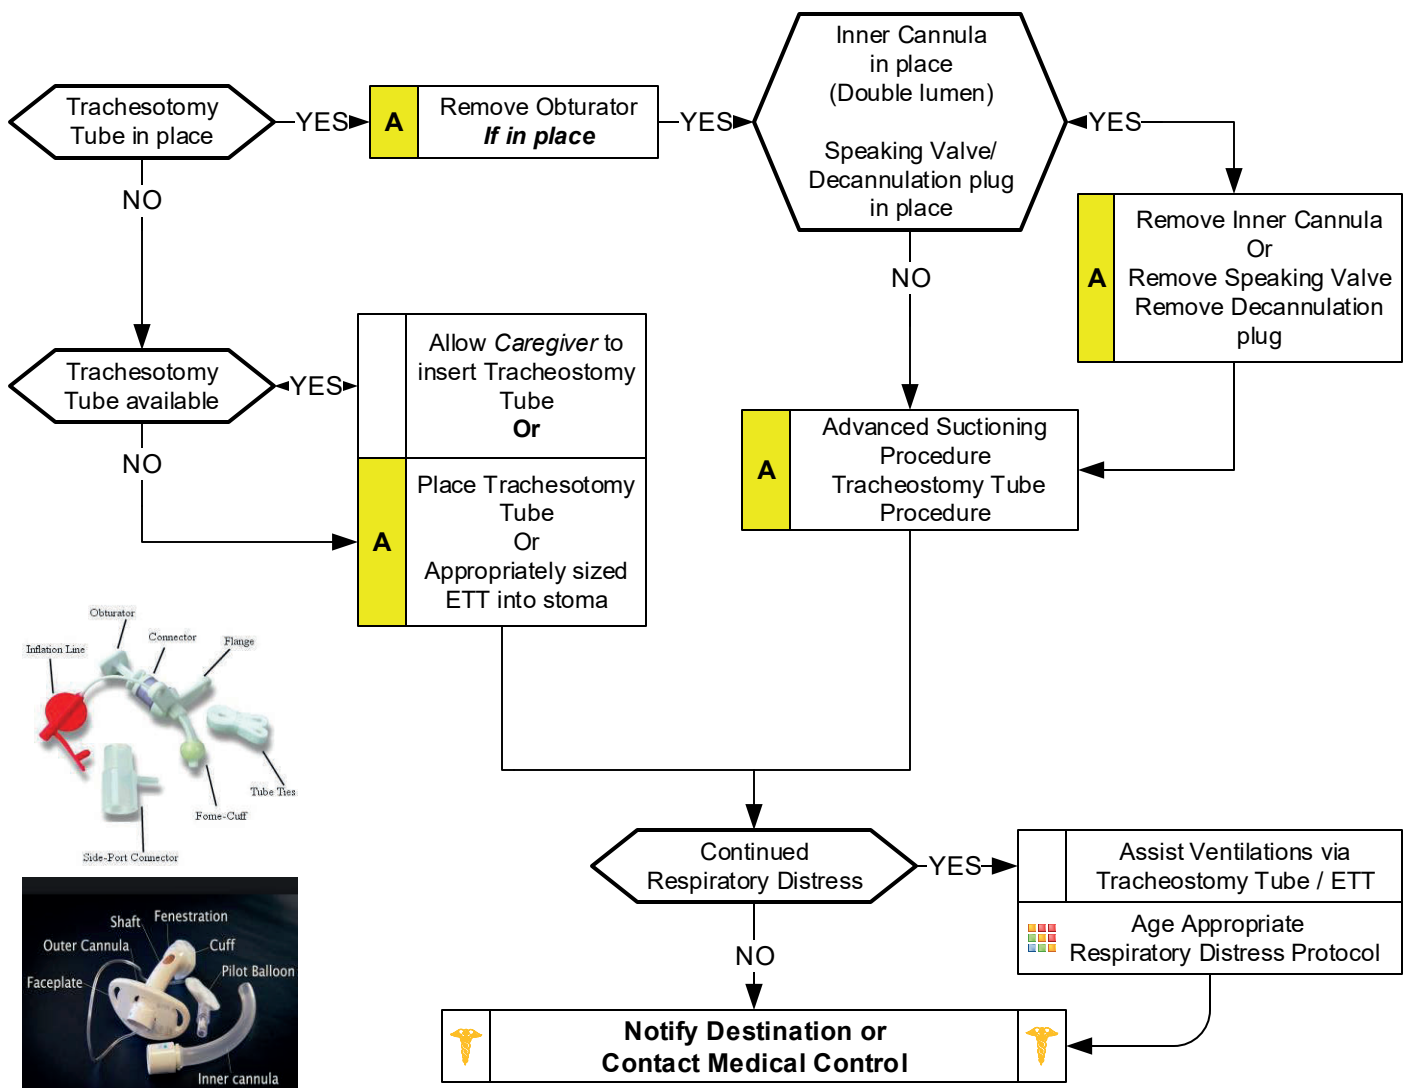 Trachesotomy
Tube in place
YES
A
Remove Obturator
If in place
YES
Inner Cannula
in place
(Double lumen)
Speaking Valve/
Decannulation plug
in place
YES
A
Remove Inner Cannula
Or
Remove Speaking Valve
Remove Decannulation
plug
NO
NO
Trachesotomy
Tube available
YES
Allow Caregiver to
insert Tracheostomy
Tube
Or
NO
A
Place Trachesotomy
Tube
Or
Appropriately sized
ETT into stoma
A
Advanced Suctioning
Procedure
Tracheostomy Tube
Procedure
Obturator
Connector
Flange
Inflation Line
Tube Ties
Fome-Cuff
Side-Port Connector
Continued
Respiratory Distress
YES
Assist Ventilations via
Tracheostomy Tube / ETT
Age Appropriate
Respiratory Distress Protocol
NO
Notify Destination or
Contact Medical Control
Shaft
Fenestration
Outer Cannula
Cuff
Faceplate
Pilot Balloon
Inner cannula